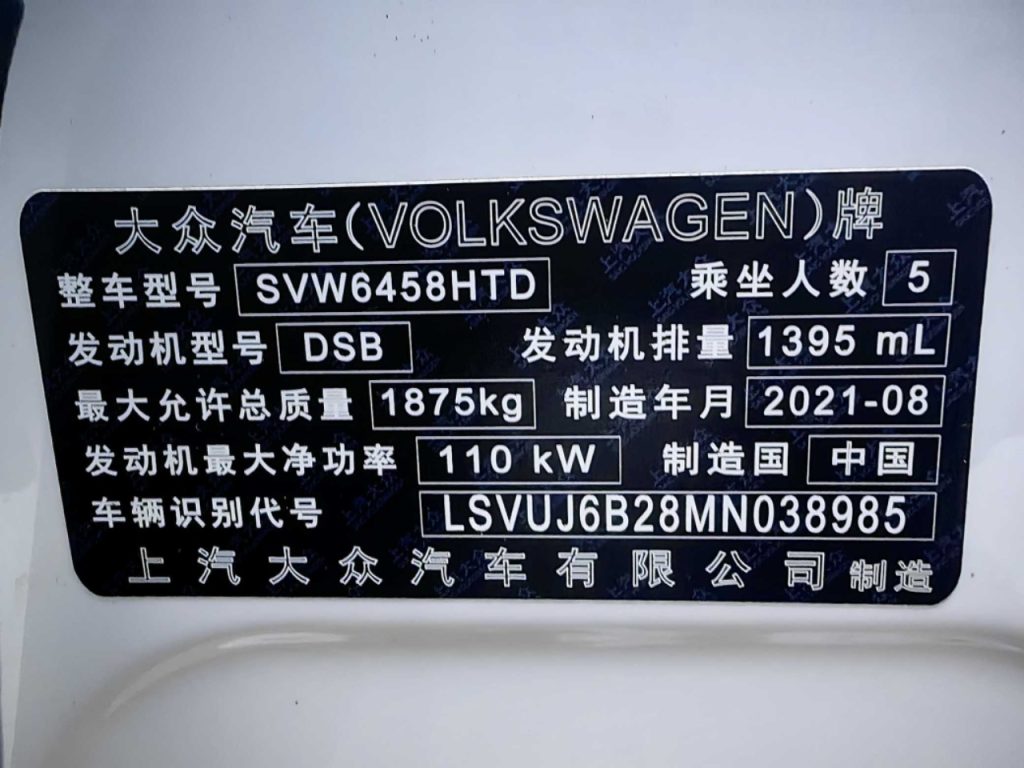 大众汽车(VOLKSWAGEN)牌
整车型号 SVW6458HTD 乘坐人数 5
发动机型号 DSB 发动机排量 1395 mL
最大允许总质量 1875kg 制造年月 2021-08
发动机最大净功率 110 kW 制造国 中国
车辆识别代号 LSVUJ6B28MN038985
上汽大众汽车有限公司 制造